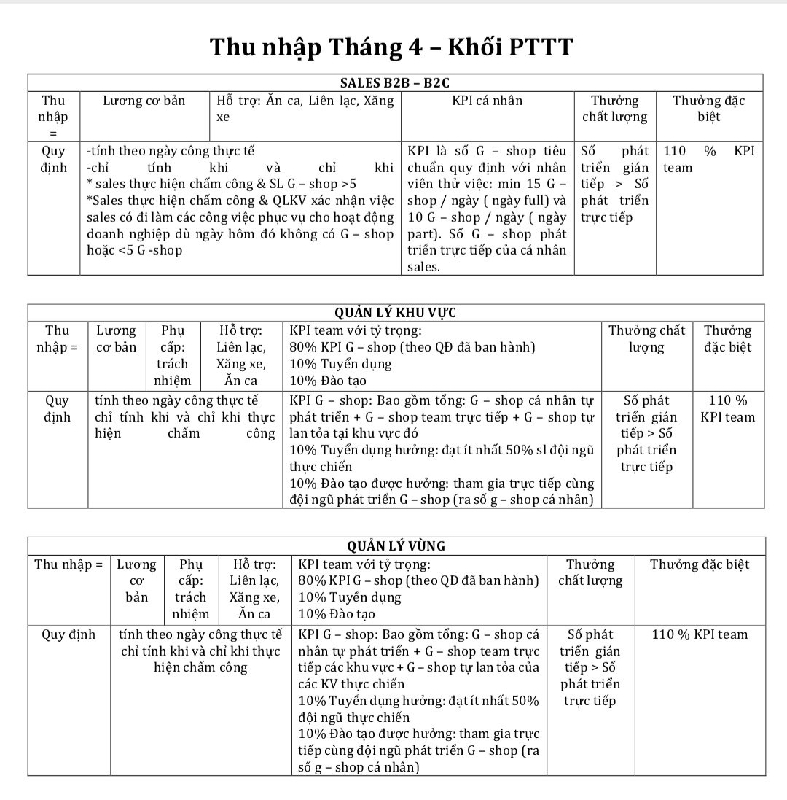 Thu nhập Tháng 4 – Khối PTTT
SALES B2B – B2C
Thu nhập =
Lương cơ bản
Hỗ trợ: Ăn ca, Liên lạc, Xăng xe
KPI cá nhân
Thưởng chất lượng
Thưởng đặc biệt
Quy định
-tính theo ngày công thực tế
-chỉ tính khi và chỉ khi
* sales thực hiện chấm công & SL G – shop >5
*Sales thực hiện chấm công & QLKV xác nhận việc
sales có đi làm các công việc phục vụ cho hoạt động
doanh nghiệp dù ngày hôm đó không có G – shop
hoặc <5 G -shop
KPI là số G – shop tiêu
chuẩn quy định với nhân
viên thử việc: min 15 G –
shop / ngày ( ngày full) và
10 G – shop / ngày ( ngày
part). Số G – shop phát
triển trực tiếp của cá nhân
sales.
Số phát
triển gián
tiếp > Số
phát triển
trực tiếp
110 % KPI
team
QUẢN LÝ KHU VỰC
Thu
nhập =
Lương
cơ bản
Phụ
cấp:
trách
nhiệm
Hỗ trợ:
Liên lạc,
Xăng xe,
Ăn ca
KPI team với tỷ trọng:
80% KPI G – shop (theo QĐ đã ban hành)
10% Tuyển dụng
10% Đào tạo
Thưởng chất
lượng
Thưởng
đặc biệt
Quy
định
tính theo ngày công thực tế
chỉ tính khi và chỉ khi thực
hiện chấm công
KPI G – shop: Bao gồm tổng: G – shop cá nhân tự
phát triển + G – shop team trực tiếp + G – shop tự
lan tỏa tại khu vực đó
10% Tuyển dụng hưởng: đạt ít nhất 50% sl đội ngũ
thực chiến
10% Đào tạo được hưởng: tham gia trực tiếp cùng
đội ngũ phát triển G – shop (ra số g – shop cá nhân)
Số phát
triển gián
tiếp > Số
phát triển
trực tiếp
110 %
KPI team
QUẢN LÝ VÙNG
Thu nhập =
Lương
cơ
bản
Phụ
cấp:
trách
nhiệm
Hỗ trợ:
Liên lạc,
Xăng xe,
Ăn ca
KPI team với tỷ trọng:
80% KPI G – shop (theo QĐ đã ban hành)
10% Tuyển dụng
10% Đào tạo
Thưởng
chất lượng
Thưởng đặc biệt
Quy định
tính theo ngày công thực tế
chỉ tính khi và chỉ khi thực
hiện chấm công
KPI G – shop: Bao gồm tổng: G – shop cá
nhân tự phát triển + G – shop team trực
tiếp các khu vực + G – shop tự lan tỏa của
các KV thực chiến
10% Tuyển dụng hưởng: đạt ít nhất 50%
đội ngũ thực chiến
10% Đào tạo được hưởng: tham gia trực
tiếp cùng đội ngũ phát triển G – shop (ra
số g – shop cá nhân)
Số phát
triển gián
tiếp > Số
phát triển
trực tiếp
110 % KPI team